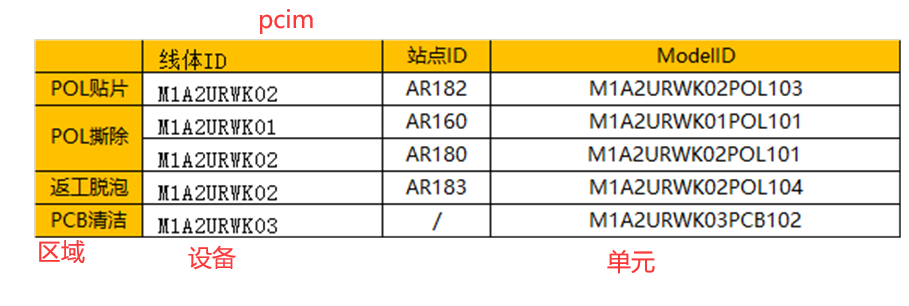 pcim
线体ID 站点ID ModelID
POL贴片 M1A2URWK02 AR182 M1A2URWK02POL103
POL撕除 M1A2URWK01 AR160 M1A2URWK01POL101
M1A2URWK02 AR180 M1A2URWK02POL101
返工脱泡 M1A2URWK02 AR183 M1A2URWK02POL104
PCB清洁 M1A2URWK03 / M1A2URWK03PCB102
区域 设备 单元